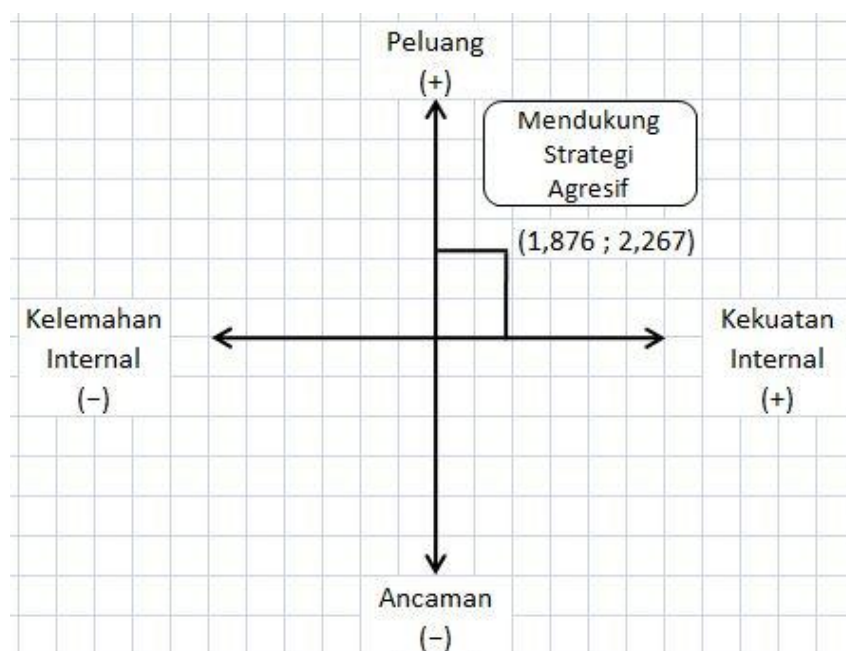 Peluang
(+)
Mendukung
Strategi
Agresif
(1,876 ; 2,267)
Kelemahan
Internal
(−)
Kekuatan
Internal
(+)
Ancaman
(−)